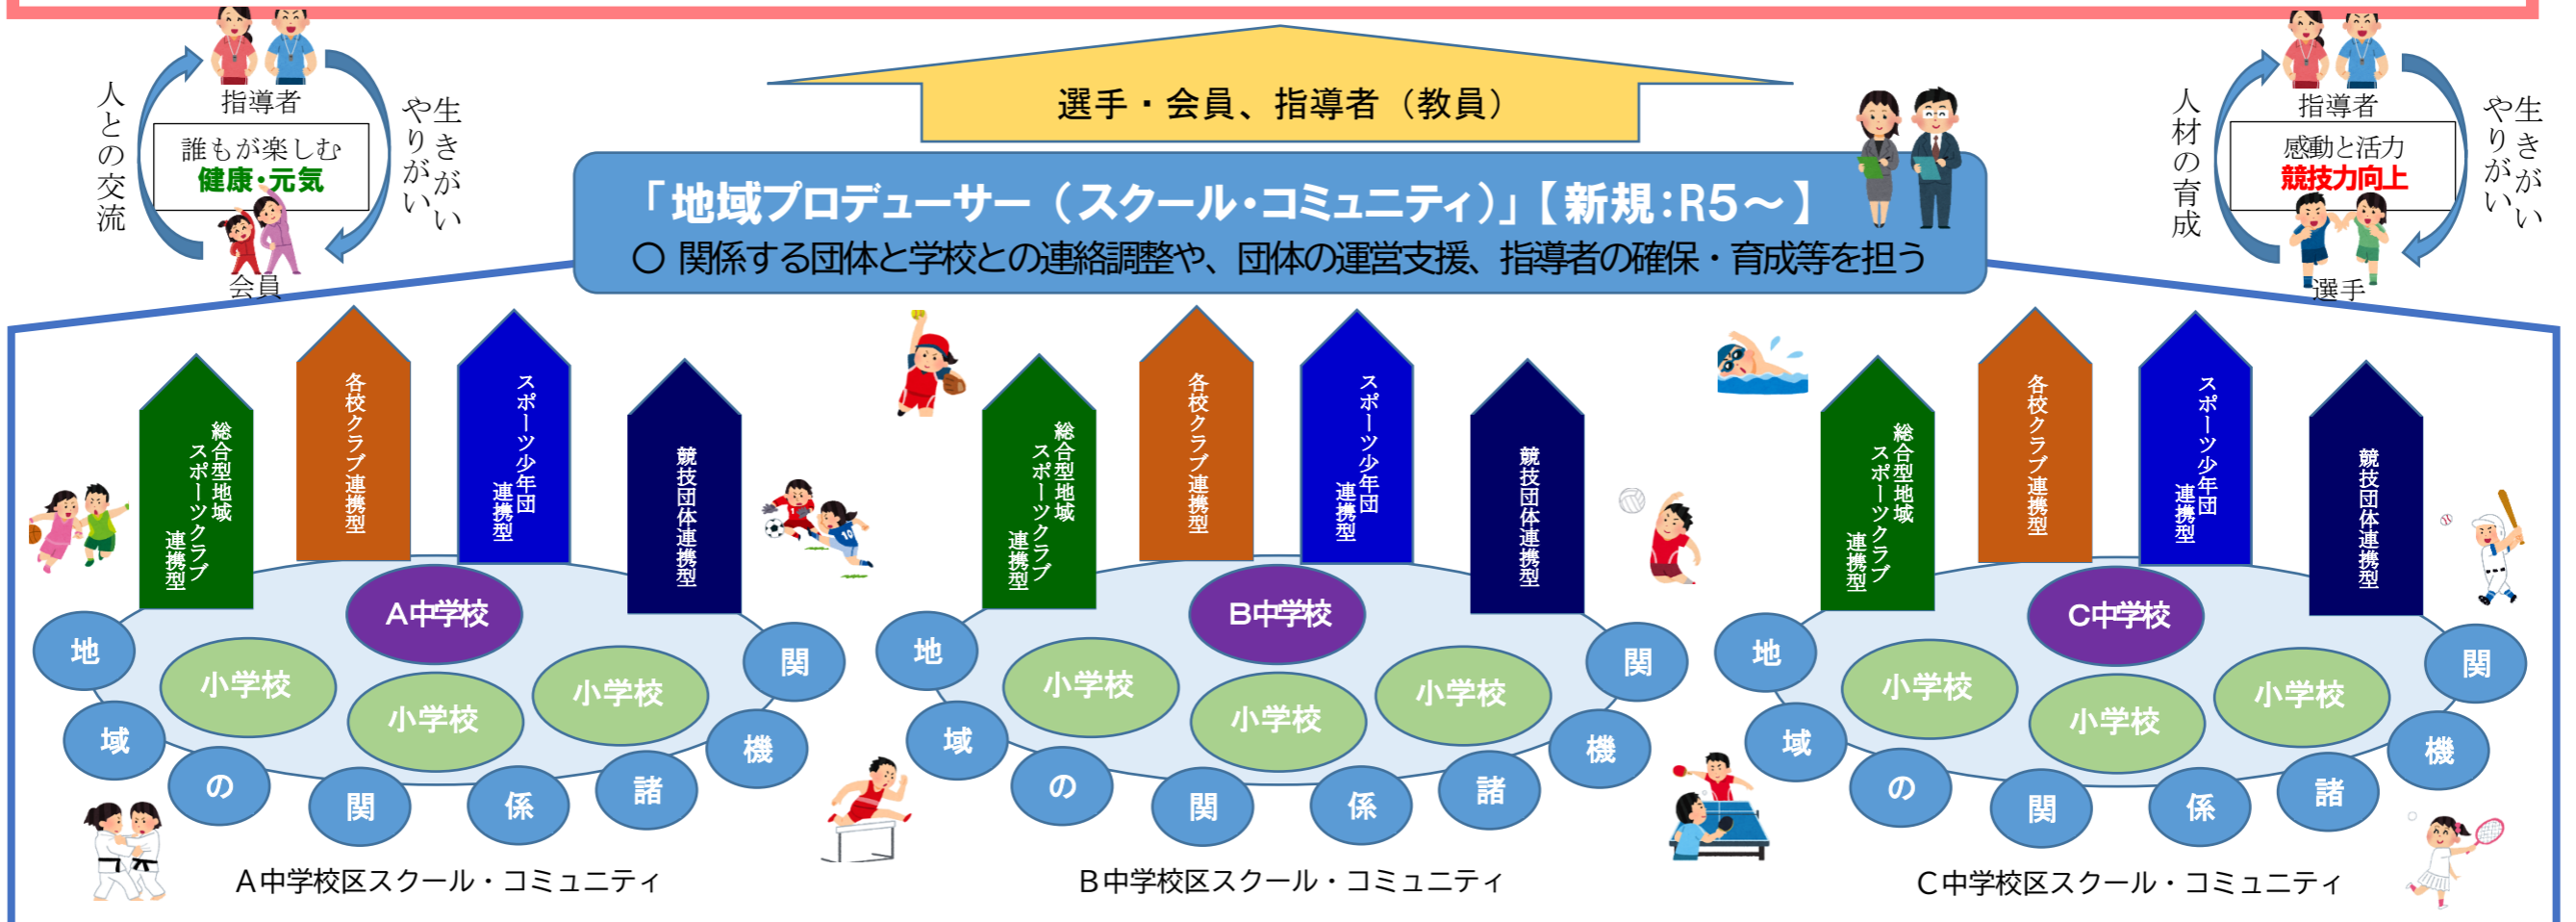 選手・会員、指導者（教員）
指導者
誰もが楽しむ
健康・元気
会員
人との交流
生きがい
やりがい
指導者
感動と活力
競技力向上
選手
人材の育成
生きがい
やりがい
「地域プロデューサー（スクール・コミュニティ）」【新規：R5～】
〇 関係する団体と学校との連絡調整や、団体の運営支援、指導者の確保・育成等を担う
総合型地域
スポーツクラブ
連携型
各校クラブ連携型
スポーツ少年団
連携型
競技団体連携型
A中学校
小学校
小学校
小学校
地
域
の
関
係
諸
機
関
A中学校区スクール・コミュニティ
総合型地域
スポーツクラブ
連携型
各校クラブ連携型
スポーツ少年団
連携型
競技団体連携型
B中学校
小学校
小学校
小学校
地
域
の
関
係
諸
機
関
B中学校区スクール・コミュニティ
総合型地域
スポーツクラブ
連携型
各校クラブ連携型
スポーツ少年団
連携型
競技団体連携型
C中学校
小学校
小学校
小学校
地
域
の
関
係
諸
機
関
C中学校区スクール・コミュニティ